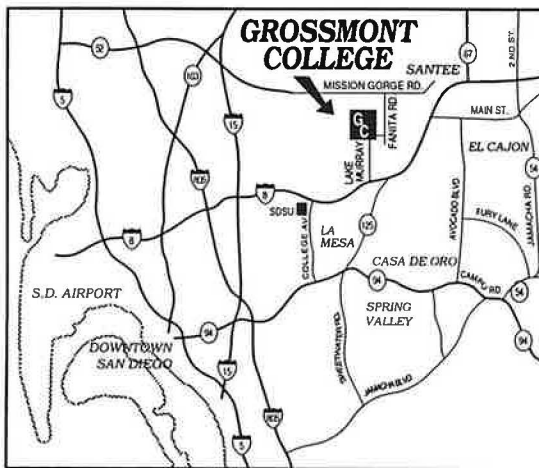 GROSSMONT
COLLEGE
52
163
67
2 ND ST.
SANTEE
MISSION GORGE RD.
5
15
GC
FANITA RD
MAIN ST.
LAKE
MURRAY
EL CAJON
805
8
54
SDSU
COLLEGE AV
LA
MESA
125
AVOCADO BLVD
FURY LANE
JAMACHA RD.
8
CASA DE ORO
94
CAMPO RD.
54
S.D. AIRPORT
SPRING
VALLEY
94
94
DOWNTOWN
SAN DIEGO
SWEETWATER RD.
15
JAMACHA BLVD
805
5